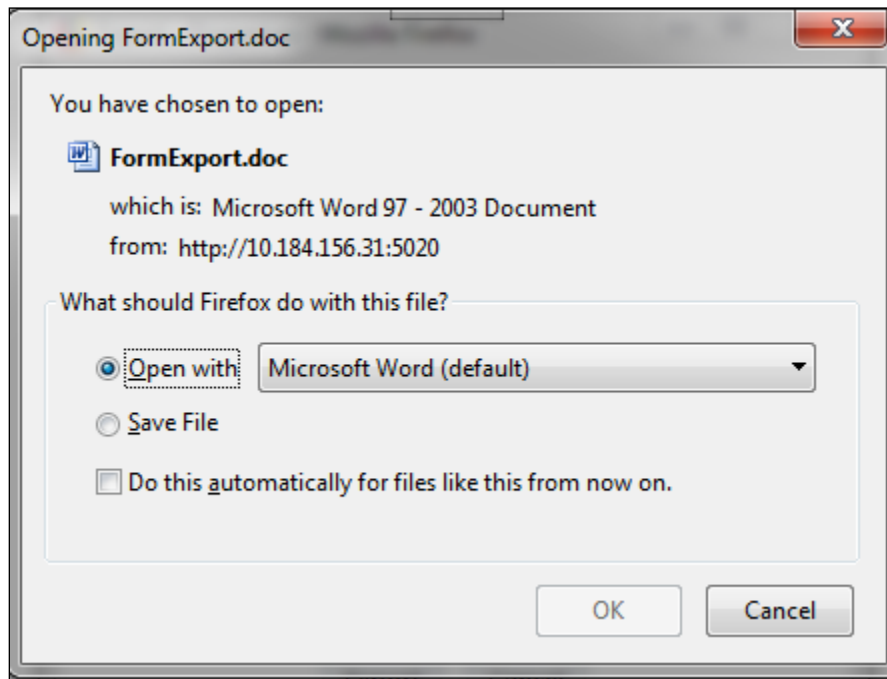 Opening FormExport.doc
You have chosen to open:
FormExport.doc
which is: Microsoft Word 97 - 2003 Document
from: http://10.184.156.31:5020
What should Firefox do with this file?
Open with Microsoft Word (default)
Save File
Do this automatically for files like this from now on.
OK Cancel